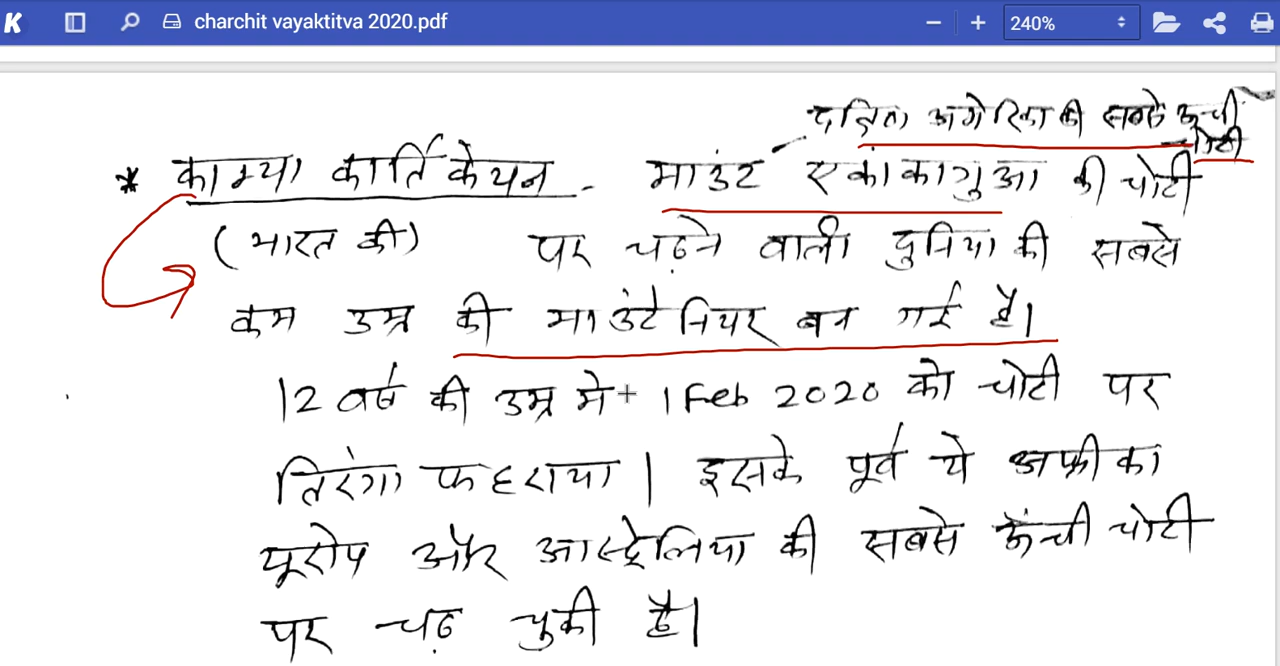 K charchit vayaktitva 2020.pdf − + 240%
दक्षिण अमेरिका की सबसे ऊंची
चोटी
* काम्या कार्तिकेयन - माउंट एकांकागुआ की चोटी
(भारत की) पर चढ़ने वाली दुनिया की सबसे
कम उम्र की माउंटेनियर बन गई है।
12 वर्ष की उम्र मे 1 Feb 2020 को चोटी पर
तिरंगा फहराया | इसके पूर्व ये अफ्रीका
यूरोप और आस्ट्रेलिया की सबसे ऊंची चोटी
पर चढ़ चुकी है।